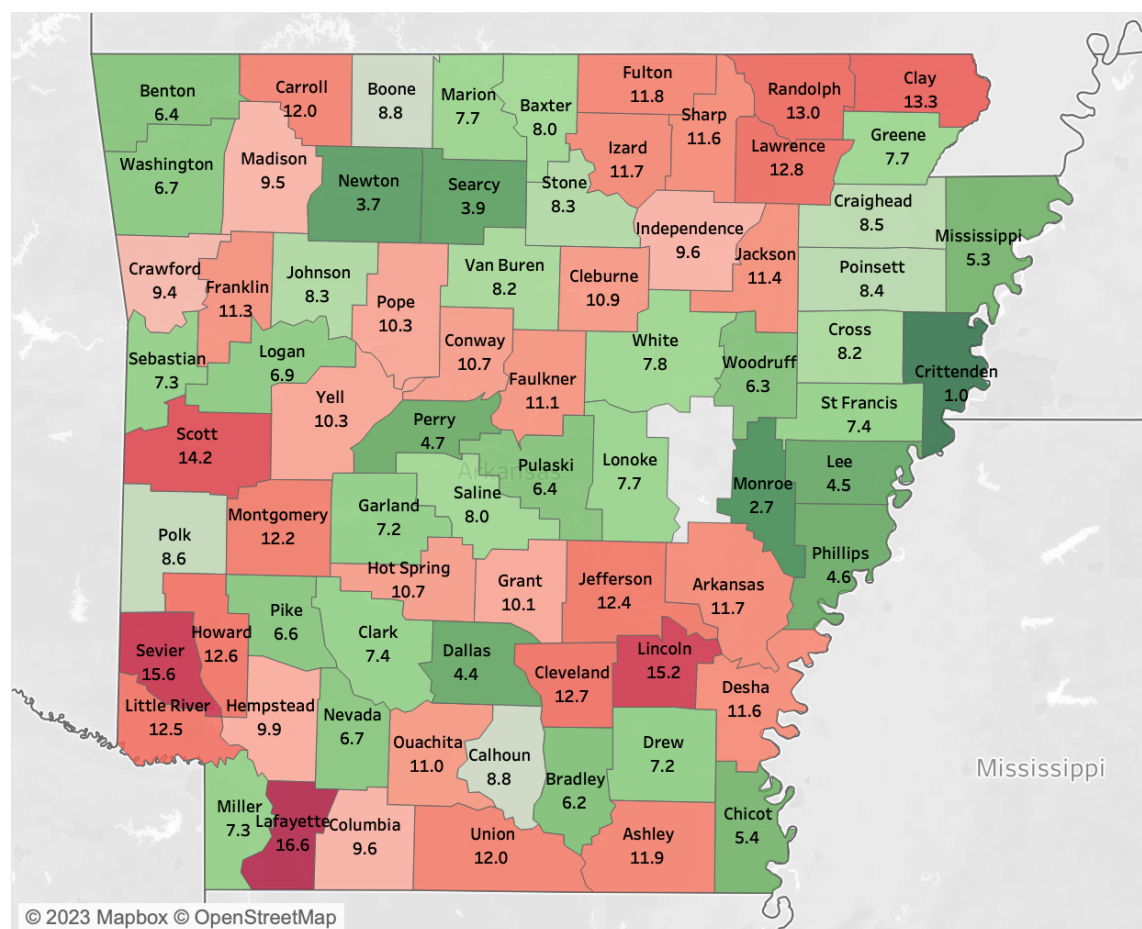 Benton
6.4
Carroll
12.0
Boone
8.8
Marion
7.7
Baxter
8.0
Fulton
11.8
Sharp
11.6
Randolph
13.0
Clay
13.3
Washington
6.7
Madison
9.5
Newton
3.7
Searcy
3.9
Stone
8.3
Izard
11.7
Lawrence
12.8
Greene
7.7
Craighead
8.5
Mississippi
5.3
Crawford
9.4
Franklin
11.3
Johnson
8.3
Pope
10.3
Van Buren
8.2
Cleburne
10.9
Independence
9.6
Jackson
11.4
Poinsett
8.4
Sebastian
7.3
Logan
6.9
Yell
10.3
Conway
10.7
Faulkner
11.1
White
7.8
Woodruff
6.3
Cross
8.2
Crittenden
1.0
Scott
14.2
Perry
4.7
Arkansas
Pulaski
6.4
Lonoke
7.7
St Francis
7.4
Polk
8.6
Montgomery
12.2
Garland
7.2
Saline
8.0
Monroe
2.7
Lee
4.5
Phillips
4.6
Hot Spring
10.7
Grant
10.1
Jefferson
12.4
Arkansas
11.7
Sevier
15.6
Howard
12.6
Pike
6.6
Clark
7.4
Dallas
4.4
Cleveland
12.7
Lincoln
15.2
Desha
11.6
Little River
12.5
Hempstead
9.9
Nevada
6.7
Ouachita
11.0
Calhoun
8.8
Bradley
6.2
Drew
7.2
Mississippi
Miller
7.3
Lafayette
16.6
Columbia
9.6
Union
12.0
Ashley
11.9
Chicot
5.4
© 2023 Mapbox © OpenStreetMap